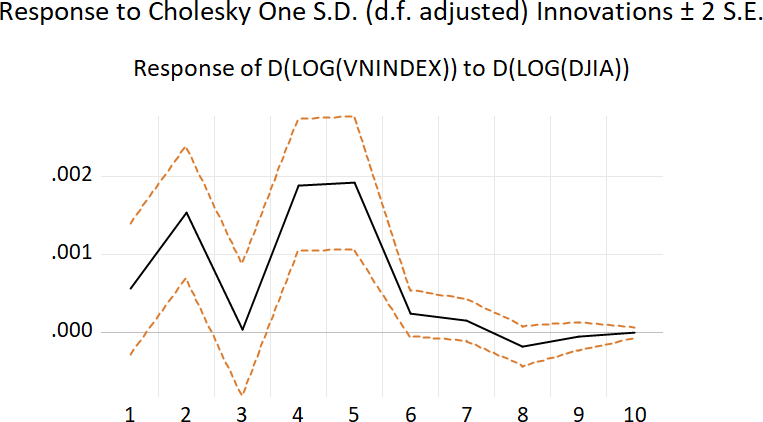 Response to Cholesky One S.D. (d.f. adjusted) Innovations ± 2 S.E.
Response of D(LOG(VNINDEX)) to D(LOG(DJIA))
.002
.001
.000
1 2 3 4 5 6 7 8 9 10